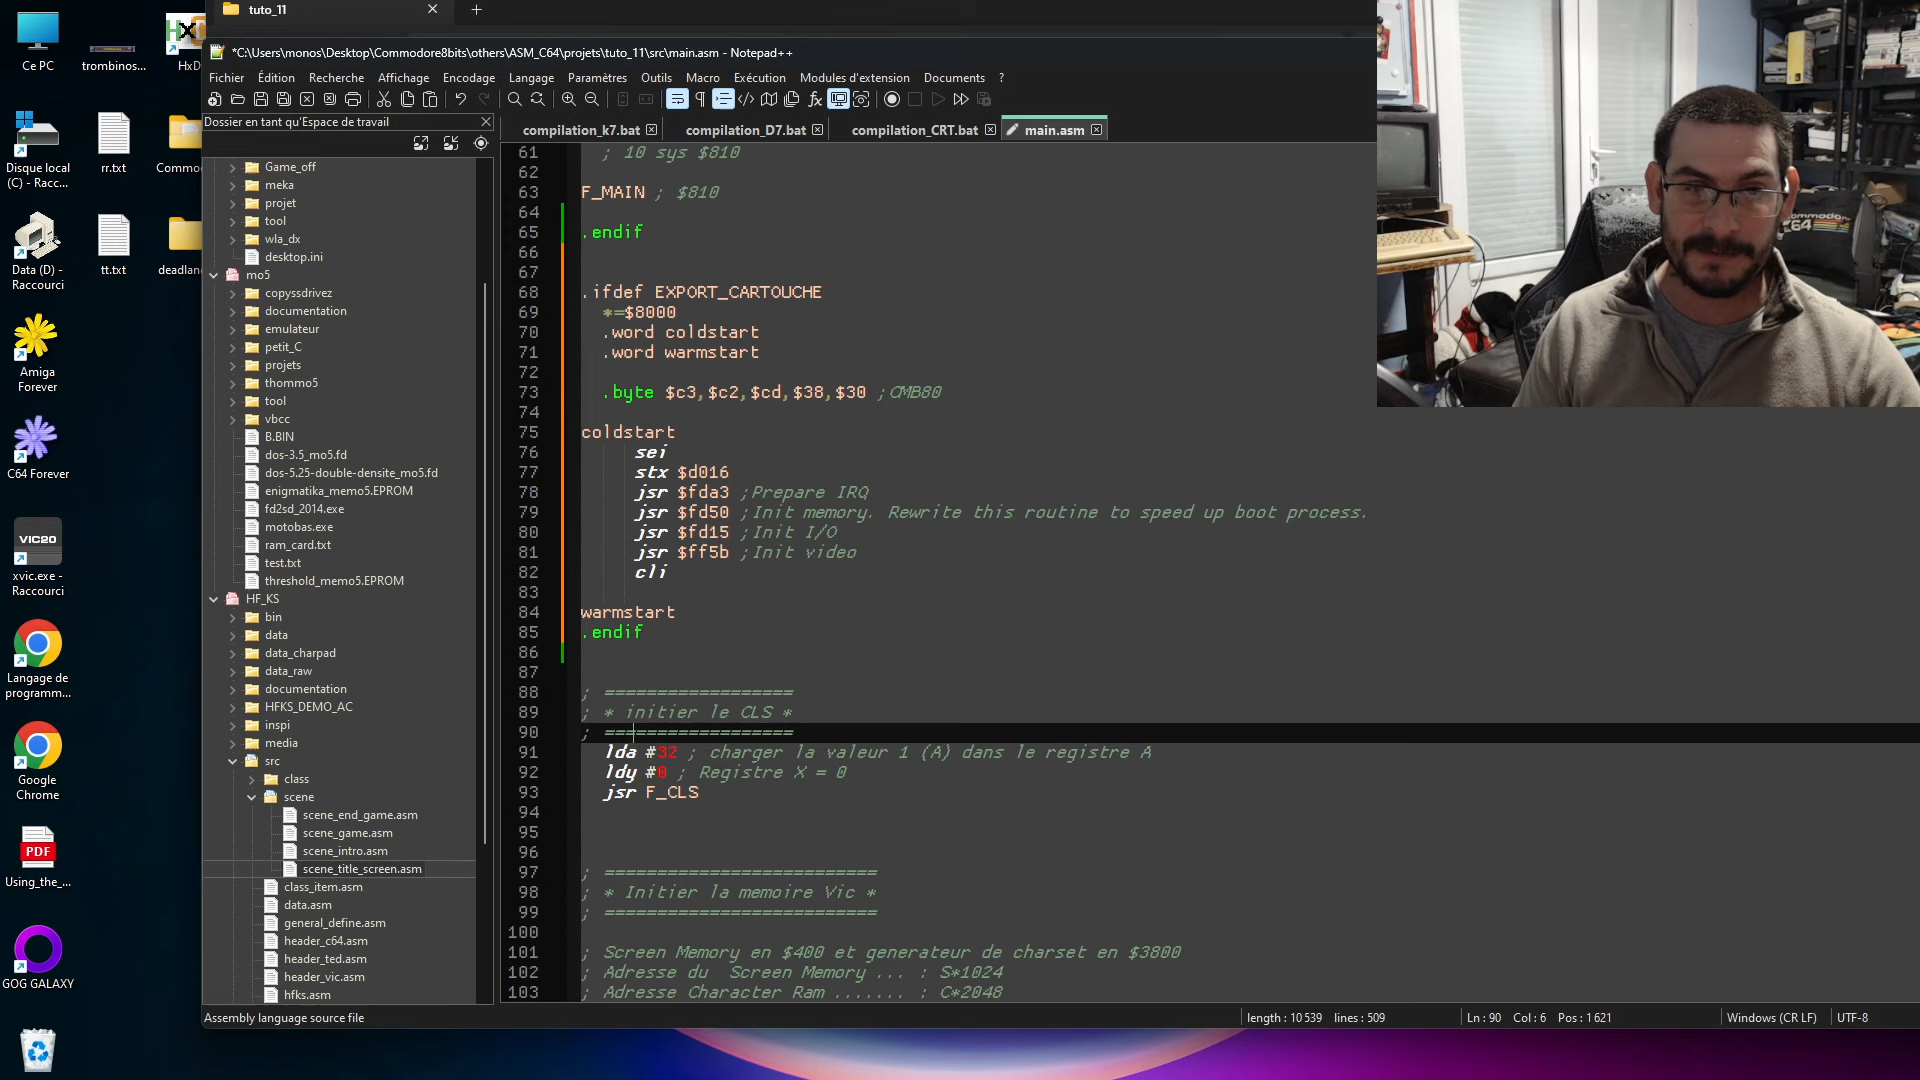 tuto_11
*C:\Users\monos\Desktop\Commodore8bits\others\ASM_C64\projets\tuto_11\src\main.asm - Notepad++
Fichier Édition Recherche Affichage Encodage Langage Paramètres Outils Macro Exécution Modules d'extension Documents ?
Dossier en tant qu'Espace de travail
compilation_k7.bat compilation_D7.bat compilation_CRT.bat main.asm
Ce PC
trombinos...
HxD
Disque local (C) - Racc...
rr.txt
Commo
Data (D) - Raccourci
tt.txt
deadlan
Amiga Forever
C64 Forever
VIC20
xvic.exe - Raccourci
Langage de programm...
Google Chrome
PDF
Using_the_...
GOG GALAXY
Game_off
meka
projet
tool
wla_dx
desktop.ini
mo5
copyssdrivez
documentation
emulateur
petit_C
projets
thommo5
tool
vbcc
B.BIN
dos-3.5_mo5.fd
dos-5.25-double-densite_mo5.fd
enigmatika_memo5.EPROM
fd2sd_2014.exe
motobas.exe
ram_card.txt
test.txt
threshold_memo5.EPROM
HF_KS
bin
data
data_charpad
data_raw
documentation
HFKS_DEMO_AC
inspi
media
src
class
scene
scene_end_game.asm
scene_game.asm
scene_intro.asm
scene_title_screen.asm
class_item.asm
data.asm
general_define.asm
header_c64.asm
header_ted.asm
header_vic.asm
hfks.asm
61 ; 10 sys $810
62
63 F_MAIN ; $810
64
65 .endif
66
67
68 .ifdef EXPORT_CARTOUCHE
69 *=$8000
70 .word coldstart
71 .word warmstart
72
73 .byte $c3,$c2,$cd,$38,$30 ;CMB80
74
75 coldstart
76 sei
77 stx $d016
78 jsr $fda3 ;Prepare IRQ
79 jsr $fd50 ;Init memory. Rewrite this routine to speed up boot process.
80 jsr $fd15 ;Init I/O
81 jsr $ff5b ;Init video
82 cli
83
84 warmstart
85 .endif
86
87
88 ; ==================
89 ; * initier le CLS *
90 ; ==================
91 lda #32 ; charger la valeur 1 (A) dans le registre A
92 ldy #0 ; Registre X = 0
93 jsr F_CLS
94
95
96
97 ; ==========================
98 ; * Initier la memoire Vic *
99 ; ==========================
100
101 ; Screen Memory en $400 et generateur de charset en $3800
102 ; Adresse du  Screen Memory ... : S*1024
103 ; Adresse Character Ram ....... : C*2048
Assembly language source file
length : 10 539 lines : 509
Ln : 90 Col : 6 Pos : 1 621
Windows (CR LF)
UTF-8
commodore
C64